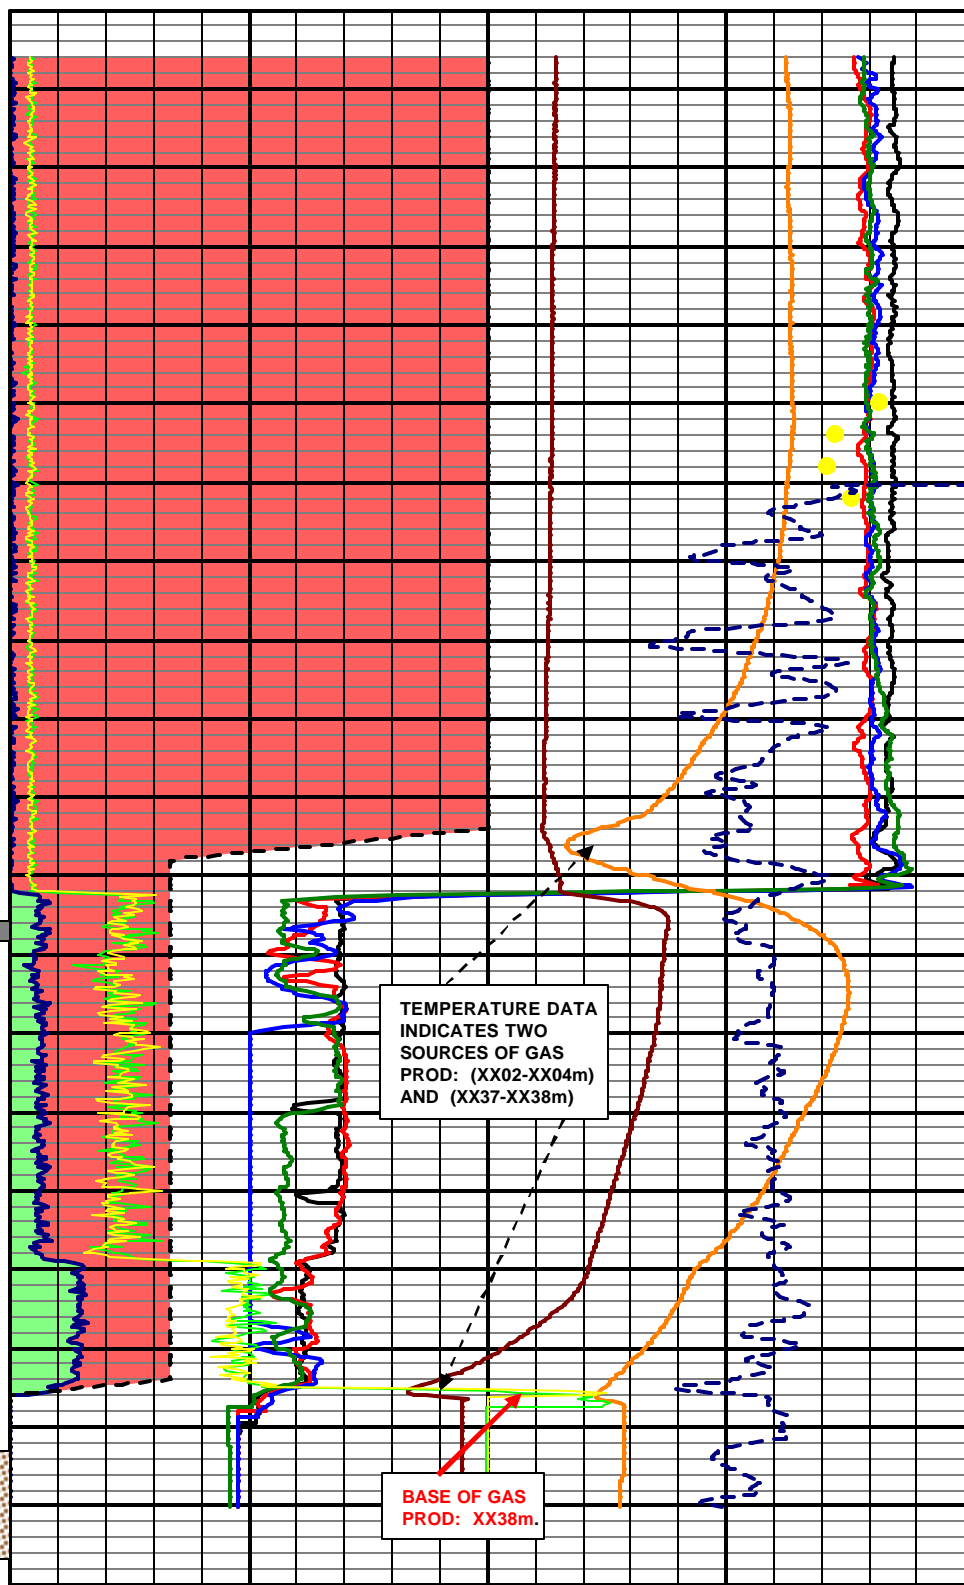 TEMPERATURE DATA
INDICATES TWO
SOURCES OF GAS
PROD: (XX02-XX04m)
AND (XX37-XX38m)
BASE OF GAS
PROD: XX38m.